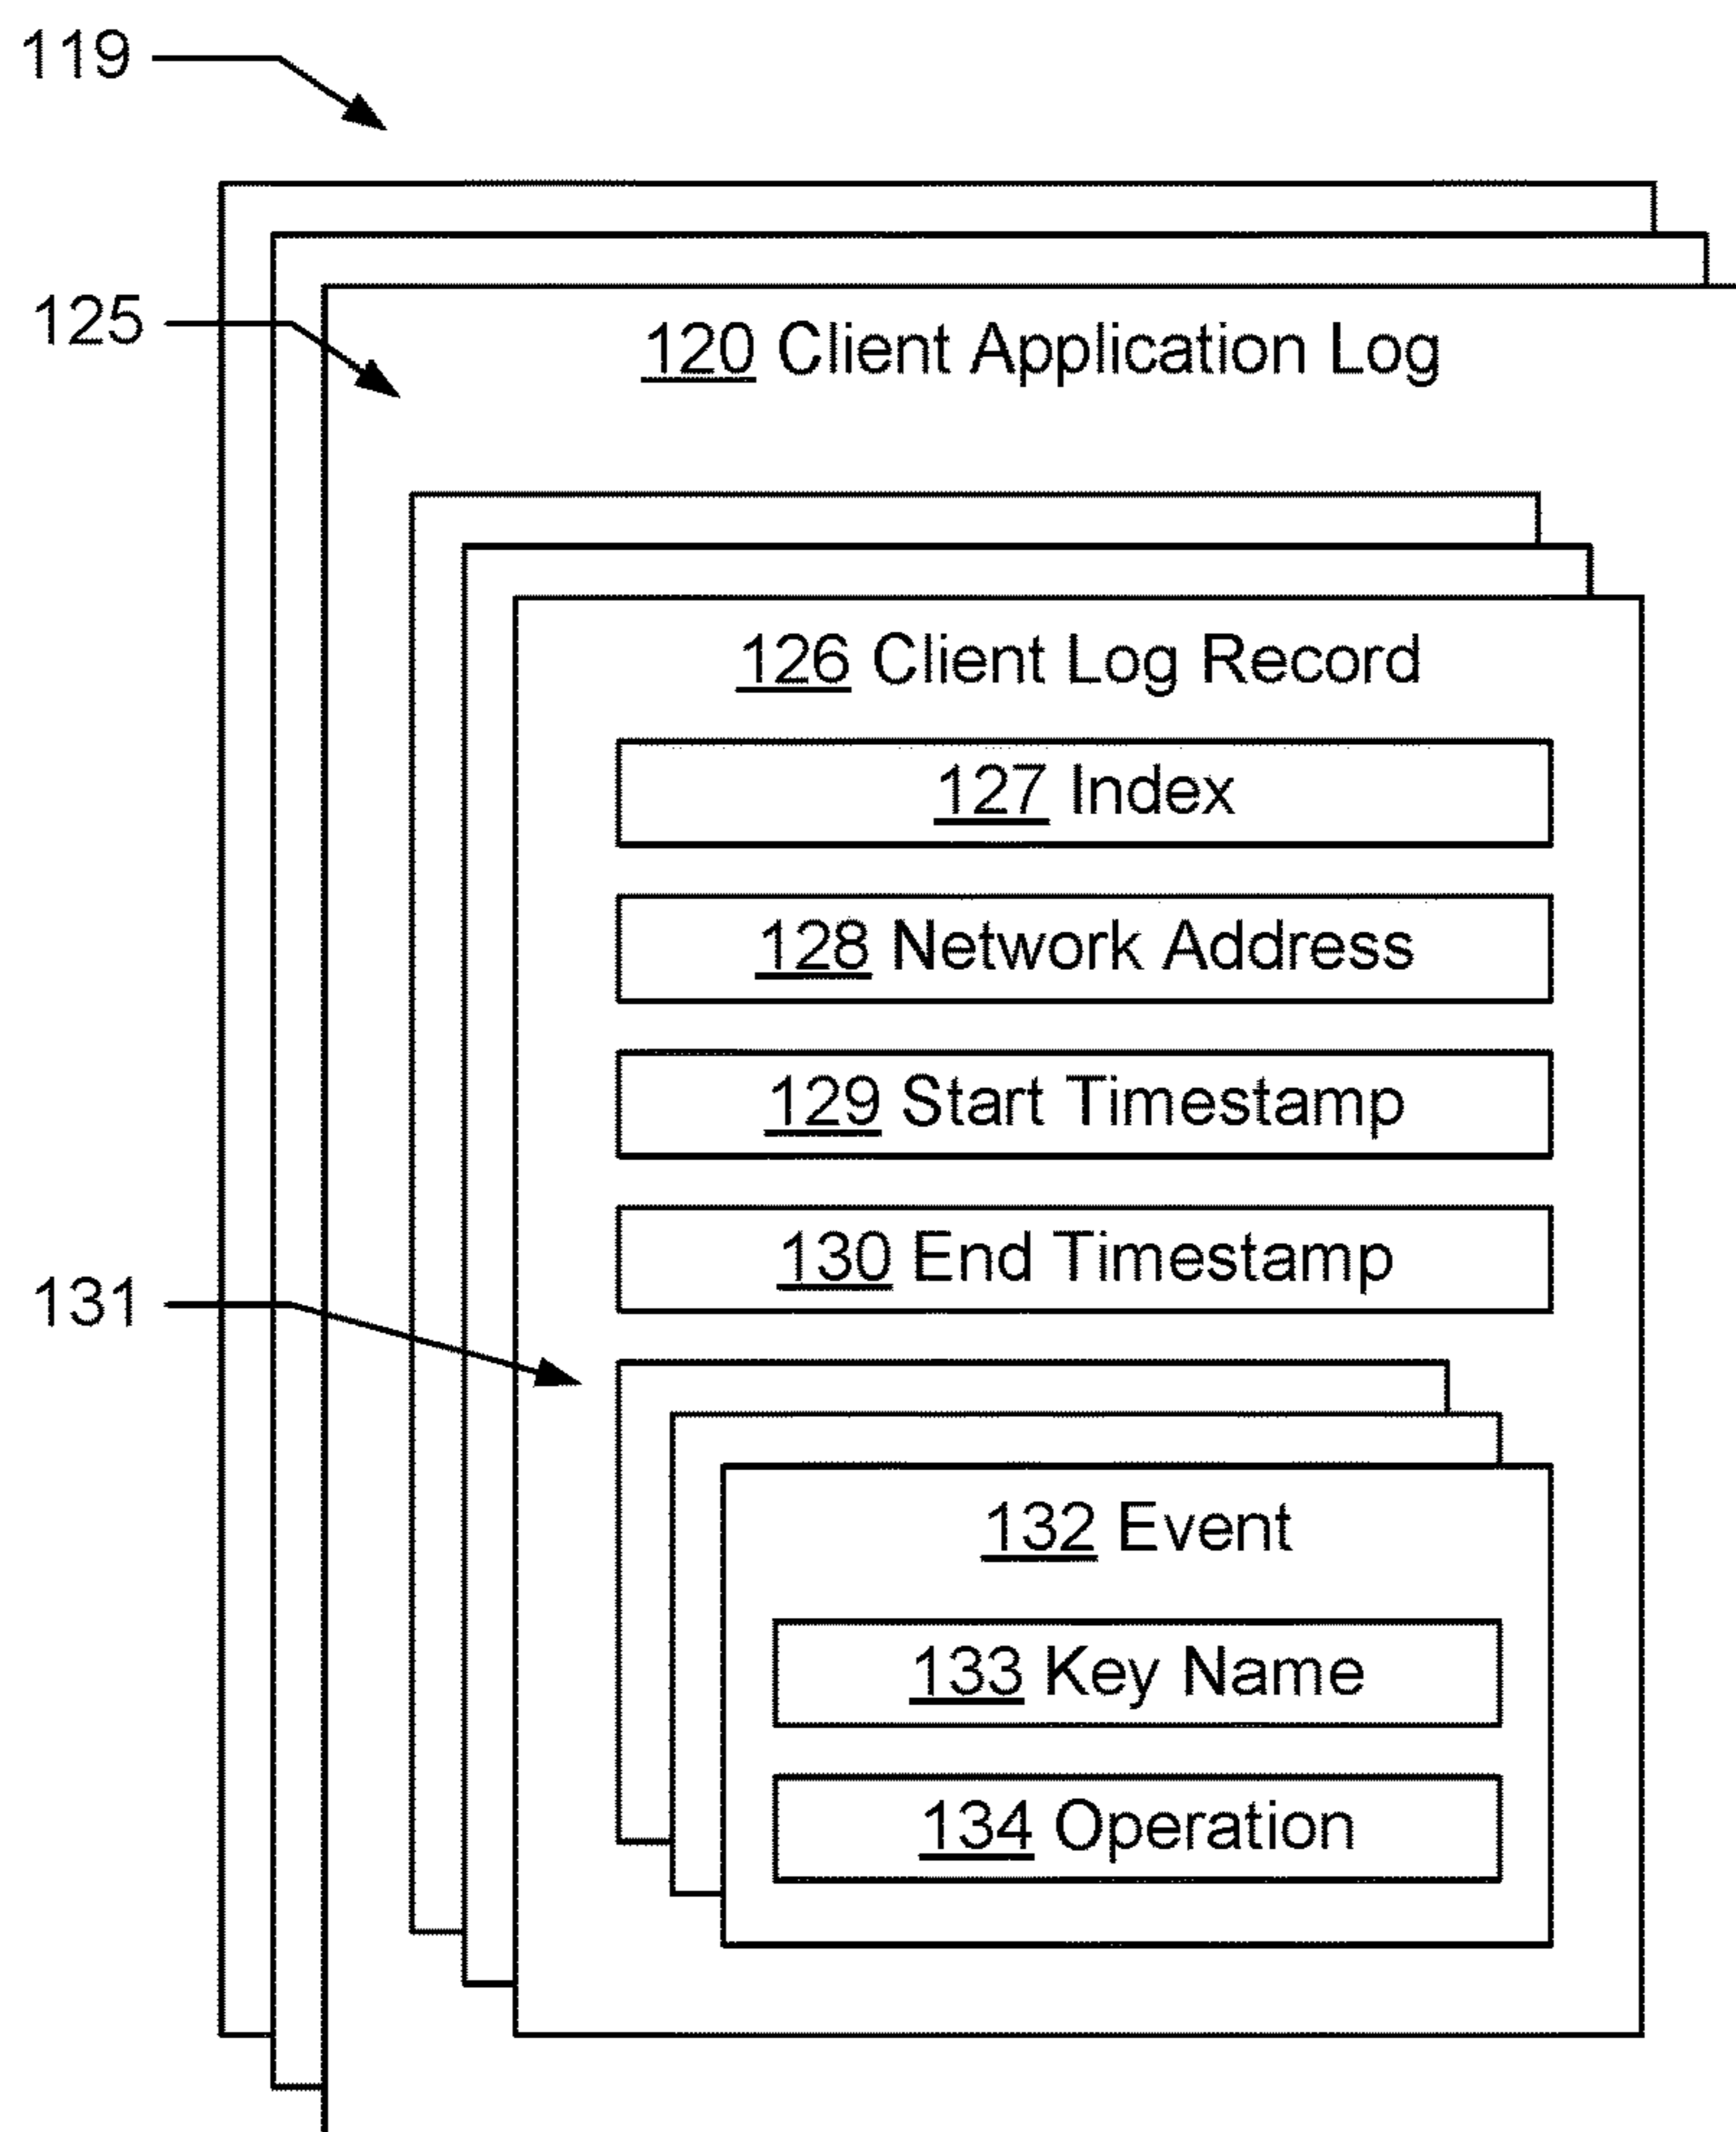 119
125
120 Client Application Log
126 Client Log Record
127 Index
128 Network Address
129 Start Timestamp
130 End Timestamp
131
132 Event
133 Key Name
134 Operation